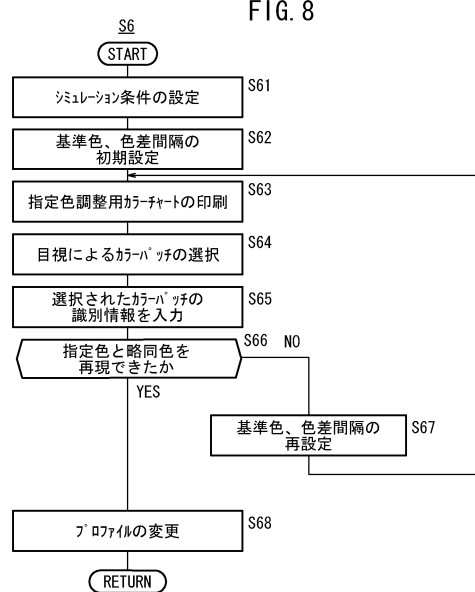 FIG. 8
S6
START
シミュレーション条件の設定
S61
基準色、色差間隔の
初期設定
S62
指定色調整用カラーチャートの印刷
S63
目視によるカラーパッチの選択
S64
選択されたカラーパッチの
識別情報を入力
S65
指定色と略同色を
再現できたか
S66
NO
YES
基準色、色差間隔の
再設定
S67
プロファイルの変更
S68
RETURN